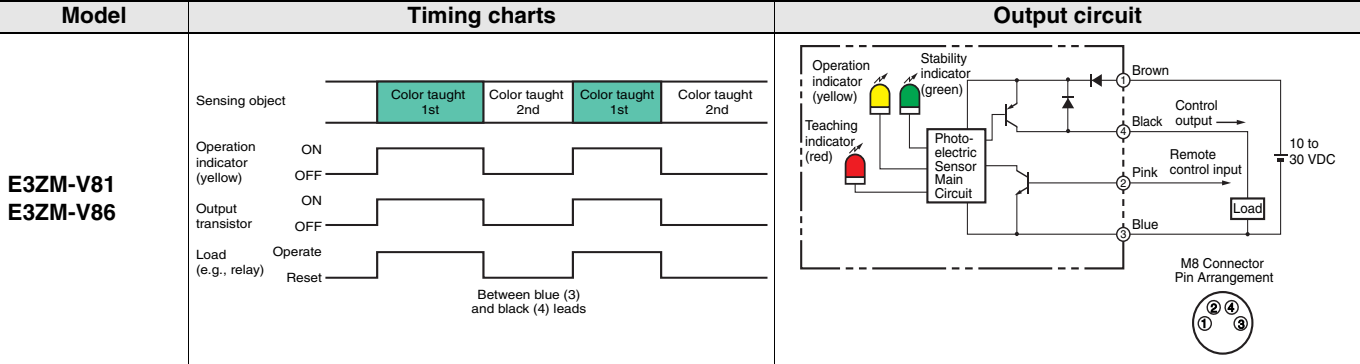 Model
Timing charts
Output circuit
E3ZM-V81
E3ZM-V86
Sensing object
Color taught
1st
Color taught
2nd
Color taught
1st
Color taught
2nd
Operation
indicator
(yellow)
ON
OFF
Output
transistor
ON
OFF
Load
(e.g., relay)
Operate
Reset
Between blue (3)
and black (4) leads
Operation
indicator
(yellow)
Stability
indicator
(green)
Teaching
indicator
(red)
Photo-
electric
Sensor
Main
Circuit
1
Brown
4
Black
Control
output
2
Pink
Remote
control input
3
Blue
Load
10 to
30 VDC
M8 Connector
Pin Arrangement
2 4
1 3